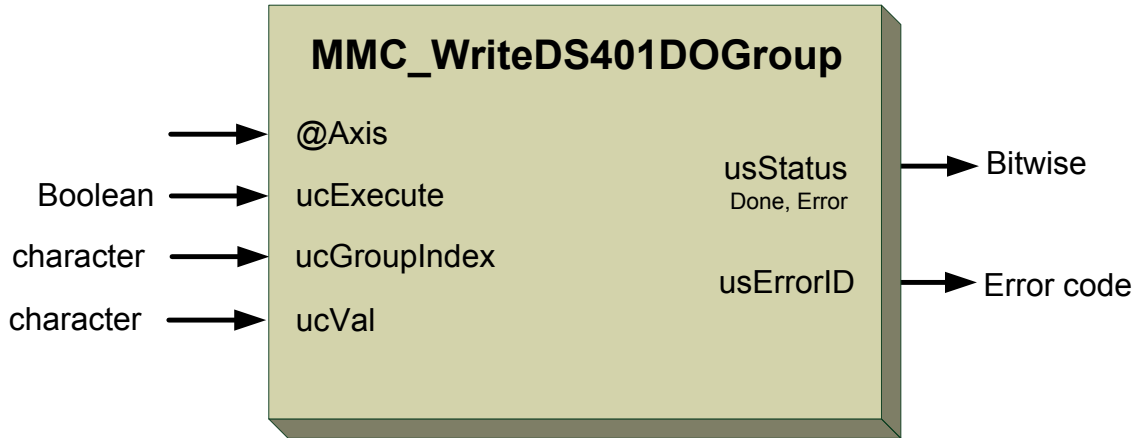 MMC_WriteDS401DOGroup
@Axis
Boolean
ucExecute
character
ucGroupIndex
character
ucVal
usStatus
Done, Error
Bitwise
usErrorID
Error code